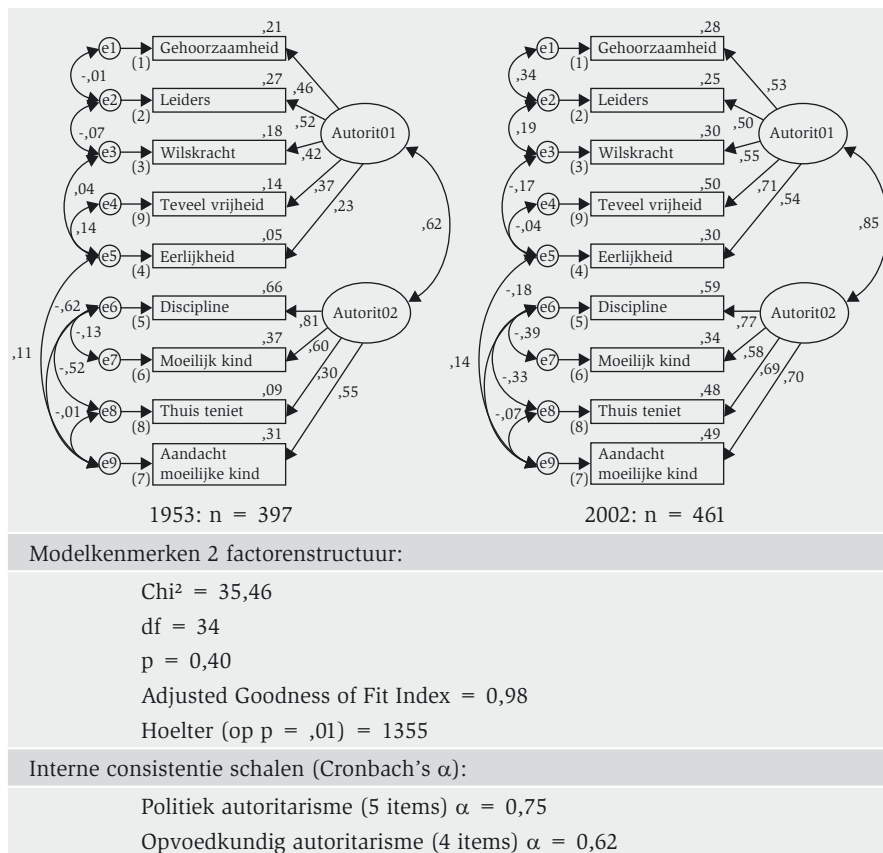 ,21
e1
(1)
Gehoorzaamheid
-,01
,27
,46
e2
(2)
Leiders
,52
-,07
,18
Autorit01
e3
(3)
Wilskracht
,42
,04
,14
,37
e4
(9)
Teveel vrijheid
,23
,14
,05
,62
e5
(4)
Eerlijkheid
,66
-,62
e6
(5)
Discipline
Autorit02
,81
-,13
,37
,11
e7
(6)
Moeilijk kind
,60
-,52
,09
,30
,55
e8
(8)
Thuis teniet
-,01
,31
e9
(7)
Aandacht
moeilijke kind
1953: n = 397
,28
e1
(1)
Gehoorzaamheid
,34
,25
,53
e2
(2)
Leiders
,50
,19
,30
Autorit01
e3
(3)
Wilskracht
,55
-,17
,50
,71
e4
(9)
Teveel vrijheid
,54
-,04
,30
,85
e5
(4)
Eerlijkheid
,59
-,18
e6
(5)
Discipline
Autorit02
,77
-,39
,34
,14
e7
(6)
Moeilijk kind
,58
-,33
,48
,69
,70
e8
(8)
Thuis teniet
-,07
,49
e9
(7)
Aandacht
moeilijke kind
2002: n = 461
Modelkenmerken 2 factorenstructuur:
Chi² = 35,46
df = 34
p = 0,40
Adjusted Goodness of Fit Index = 0,98
Hoelter (op p = ,01) = 1355
Interne consistentie schalen (Cronbach's α):
Politiek autoritarisme (5 items) α = 0,75
Opvoedkundig autoritarisme (4 items) α = 0,62